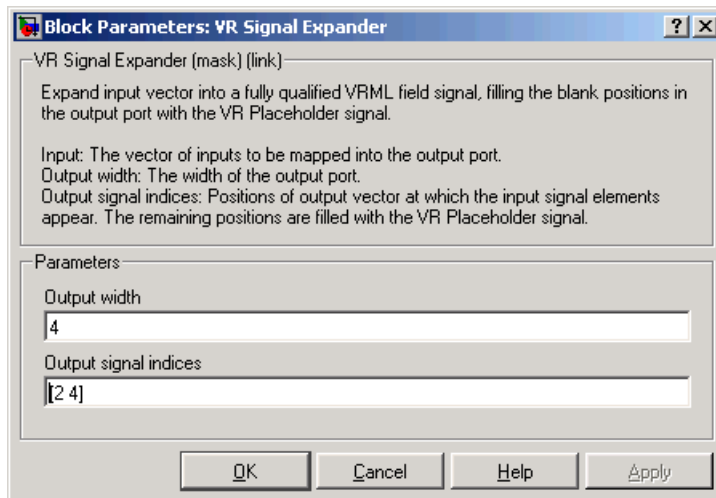 Block Parameters: VR Signal Expander
VR Signal Expander (mask) (link)
Expand input vector into a fully qualified VRML field signal, filling the blank positions in
the output port with the VR Placeholder signal.
Input: The vector of inputs to be mapped into the output port.
Output width: The width of the output port.
Output signal indices: Positions of output vector at which the input signal elements
appear. The remaining positions are filled with the VR Placeholder signal.
Parameters
Output width
4
Output signal indices
[2 4]
OK Cancel Help Apply